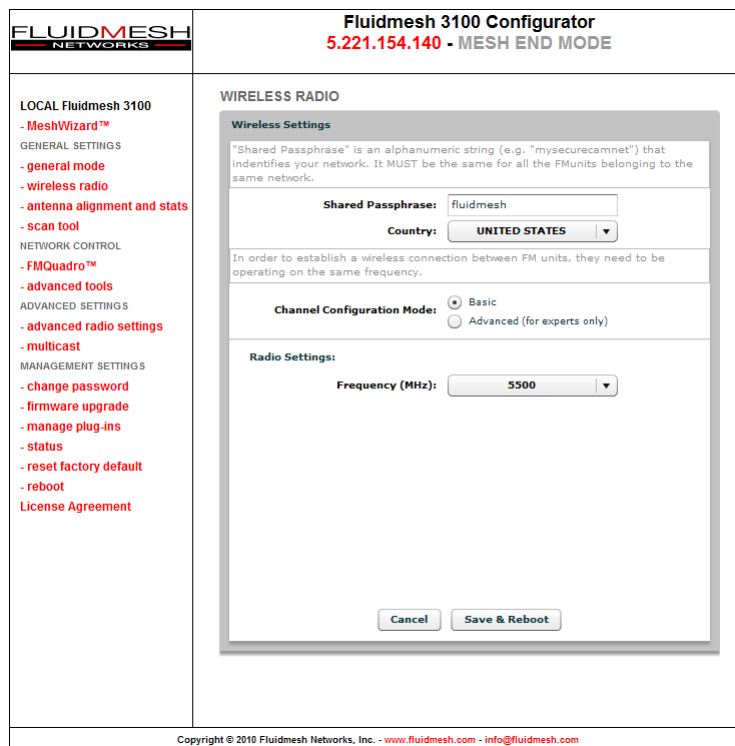 FLUIDMESH
NETWORKS
Fluidmesh 3100 Configurator
5.221.154.140 - MESH END MODE
LOCAL Fluidmesh 3100
- MeshWizard™
GENERAL SETTINGS
- general mode
- wireless radio
- antenna alignment and stats
- scan tool
NETWORK CONTROL
- FMQuadro™
- advanced tools
ADVANCED SETTINGS
- advanced radio settings
- multicast
MANAGEMENT SETTINGS
- change password
- firmware upgrade
- manage plug-ins
- status
- reset factory default
- reboot
License Agreement
WIRELESS RADIO
Wireless Settings
"Shared Passphrase" is an alphanumeric string (e.g. "mysecurecamnet") that
indentifies your network. It MUST be the same for all the FMunits belonging to the
same network.
Shared Passphrase: fluidmesh
Country: UNITED STATES
In order to establish a wireless connection between FM units, they need to be
operating on the same frequency.
Channel Configuration Mode: Basic
Advanced (for experts only)
Radio Settings:
Frequency (MHz): 5500
Cancel Save & Reboot
Copyright © 2010 Fluidmesh Networks, Inc. - www.fluidmesh.com - info@fluidmesh.com